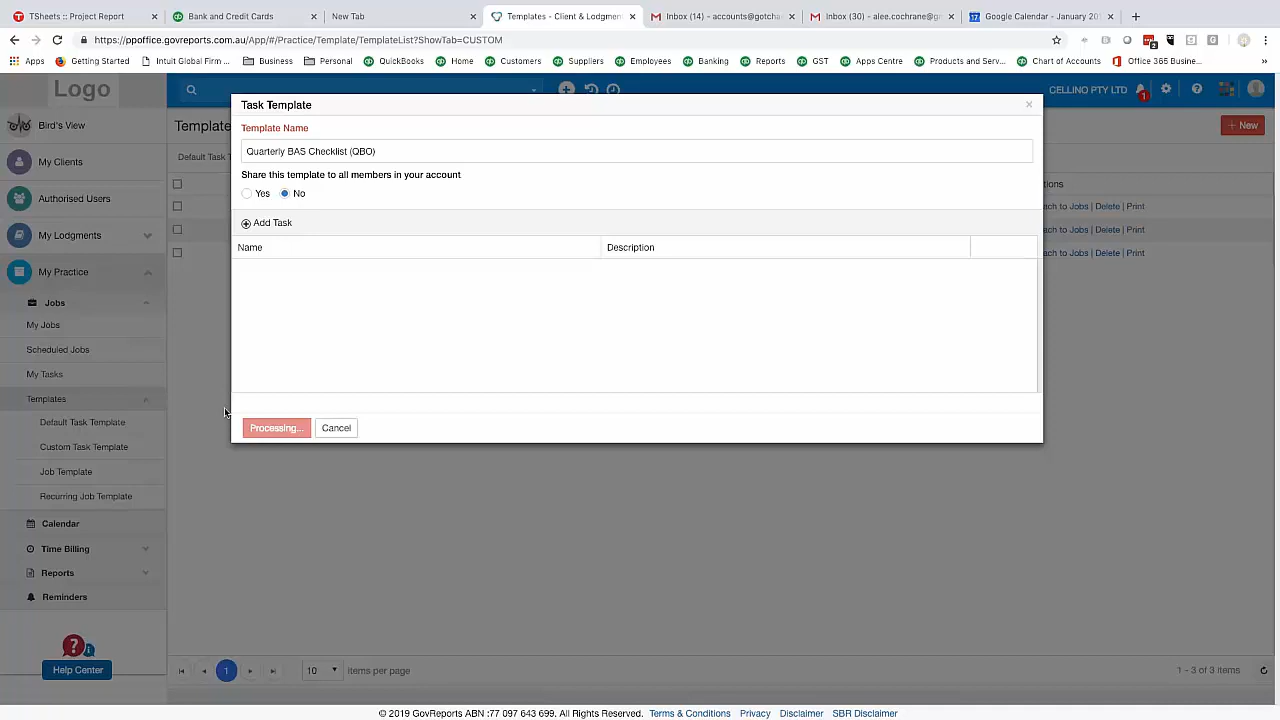 TSheets :: Project Report
Bank and Credit Cards
New Tab
Templates - Client & Lodgmen
Inbox (14) - accounts@gotcha
Inbox (30) - alee.cochrane@g
Google Calendar - January 201
https://ppoffice.govreports.com.au/App/#/Practice/Template/TemplateList?ShowTab=CUSTOM
2
Apps
Getting Started
Intuit Global Firm ...
Business
Personal
QuickBooks
Home
Customers
Suppliers
Employees
Banking
Reports
GST
Apps Centre
Products and Serv...
Chart of Accounts
Office 365 Busine...
»
Logo
CELLINO PTY LTD
1
Bird's View
My Clients
Authorised Users
My Lodgments
My Practice
Jobs
My Jobs
Scheduled Jobs
My Tasks
Templates
Default Task Template
Custom Task Template
Job Template
Recurring Job Template
Calendar
Time Billing
Reports
Reminders
Help Center
Template
+ New
Default Task T
tions
ach to Jobs | Delete | Print
ach to Jobs | Delete | Print
ach to Jobs | Delete | Print
Task Template
×
Template Name
Quarterly BAS Checklist (QBO)
Share this template to all members in your account
Yes
No
Add Task
Name
Description
Processing...
Cancel
1
10
items per page
1 - 3 of 3 items
© 2019 GovReports ABN :77 097 643 699. All Rights Reserved. Terms & Conditions Privacy Disclaimer SBR Disclaimer